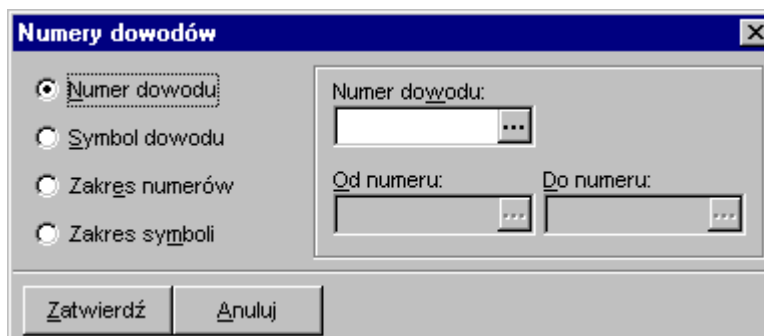 Numery dowodów
Numer dowodu
Symbol dowodu
Zakres numerów
Zakres symboli
Numer dowodu:
...
Od numeru:
Do numeru:
...
...
Zatwierdź
Anuluj